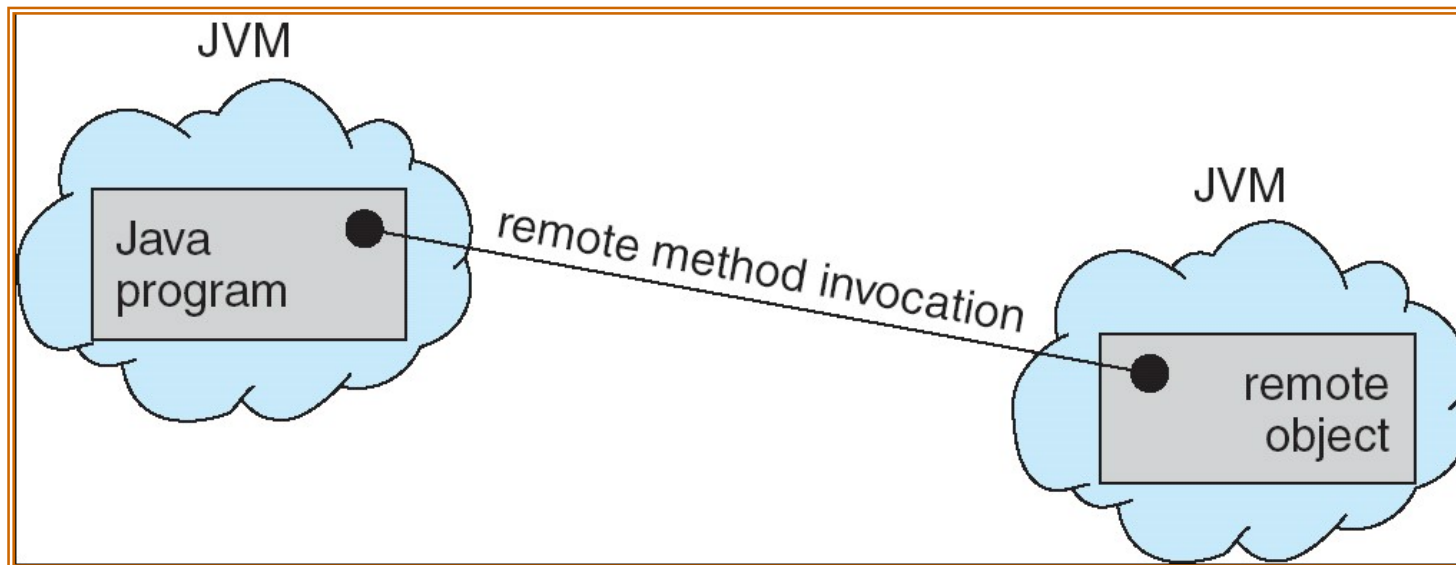 JVM
Java
program
remote method invocation
JVM
remote
object